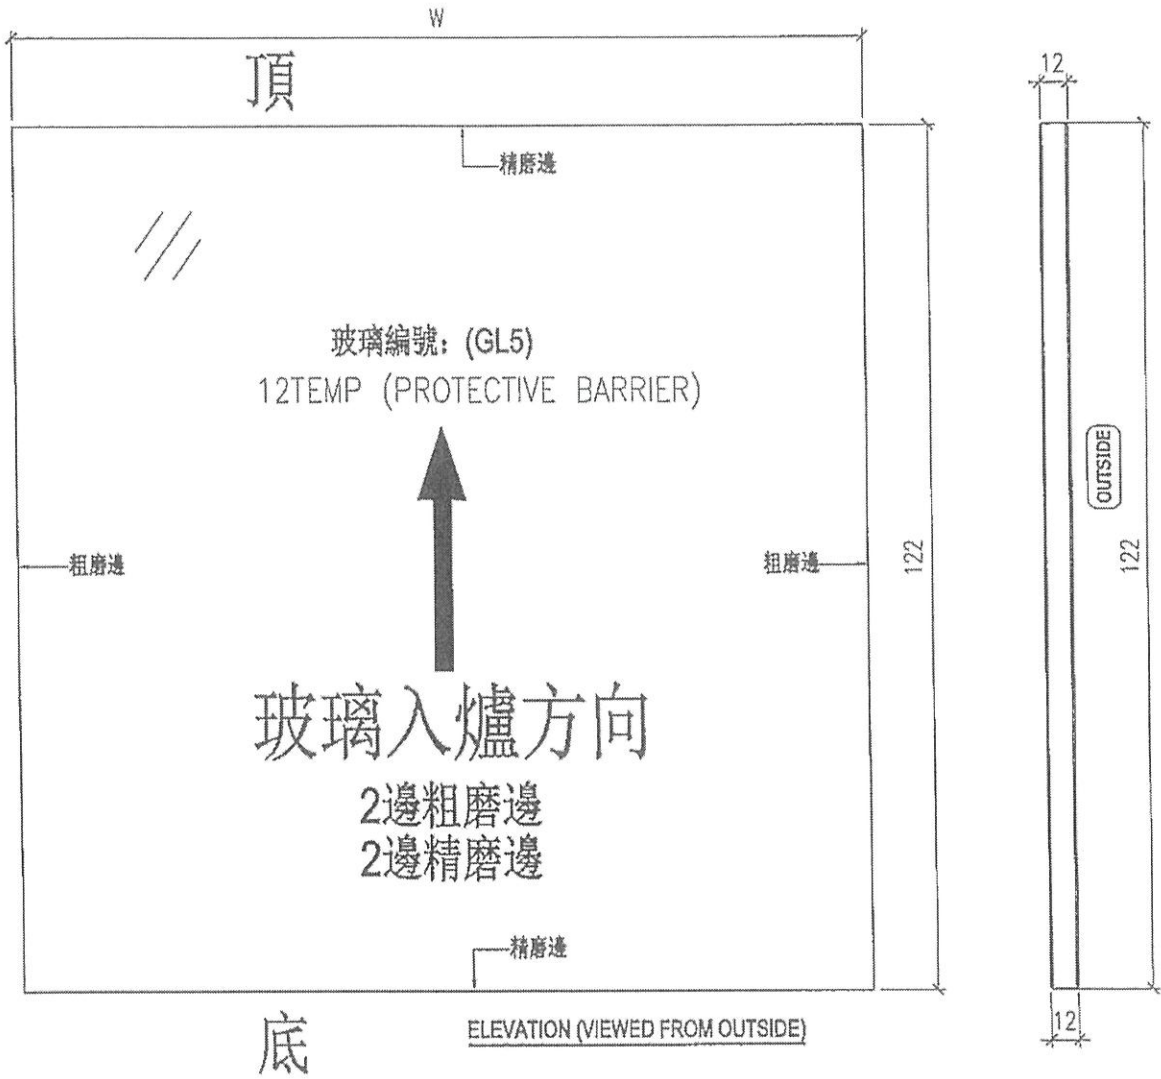 W
頂
12
精磨邊
玻璃編號: (GL5)
12TEMP (PROTECTIVE BARRIER)
OUTSIDE
粗磨邊
粗磨邊
122
122
玻璃入爐方向
2邊粗磨邊
2邊精磨邊
精磨邊
底
ELEVATION (VIEWED FROM OUTSIDE)
12